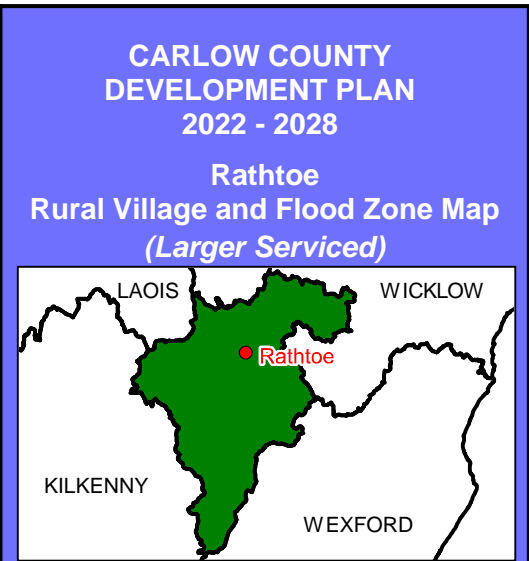 CARLOW COUNTY
DEVELOPMENT PLAN
2022 - 2028
Rathtoe
Rural Village and Flood Zone Map
(Larger Serviced)
LAOIS
WICKLOW
Rathtoe
KILKENNY
WEXFORD